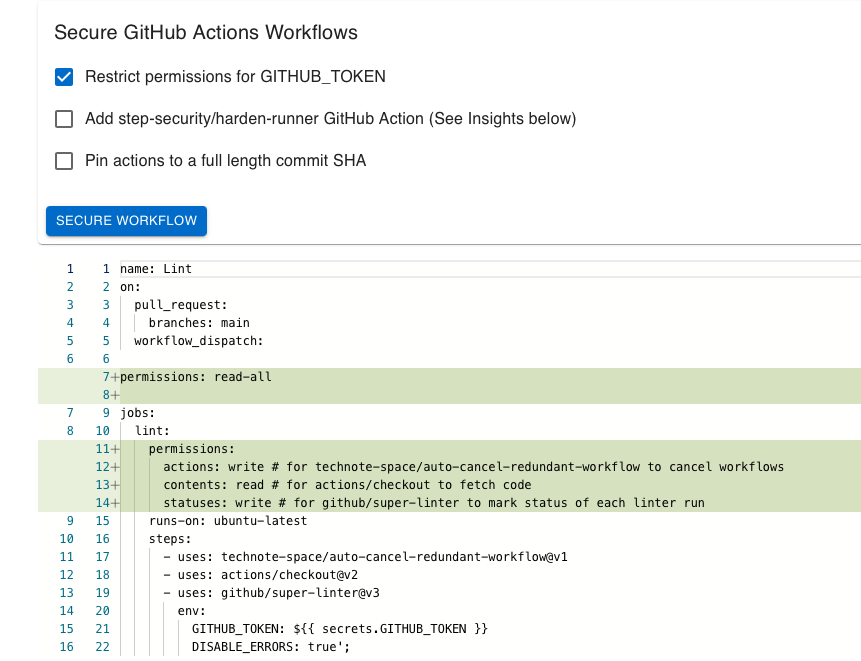 Secure GitHub Actions Workflows
Restrict permissions for GITHUB_TOKEN
Add step-security/harden-runner GitHub Action (See Insights below)
Pin actions to a full length commit SHA
SECURE WORKFLOW
1 1 name: Lint
2 2 on:
3 3 pull_request:
4 4 branches: main
5 5 workflow_dispatch:
6 6
7+permissions: read-all
8+
7 9 jobs:
8 10 lint:
11+ permissions:
12+ actions: write # for technote-space/auto-cancel-redundant-workflow to cancel workflows
13+ contents: read # for actions/checkout to fetch code
14+ statuses: write # for github/super-linter to mark status of each linter run
9 15 runs-on: ubuntu-latest
10 16 steps:
11 17 - uses: technote-space/auto-cancel-redundant-workflow@v1
12 18 - uses: actions/checkout@v2
13 19 - uses: github/super-linter@v3
14 20 env:
15 21 GITHUB_TOKEN: ${{ secrets.GITHUB_TOKEN }}
16 22 DISABLE_ERRORS: true';